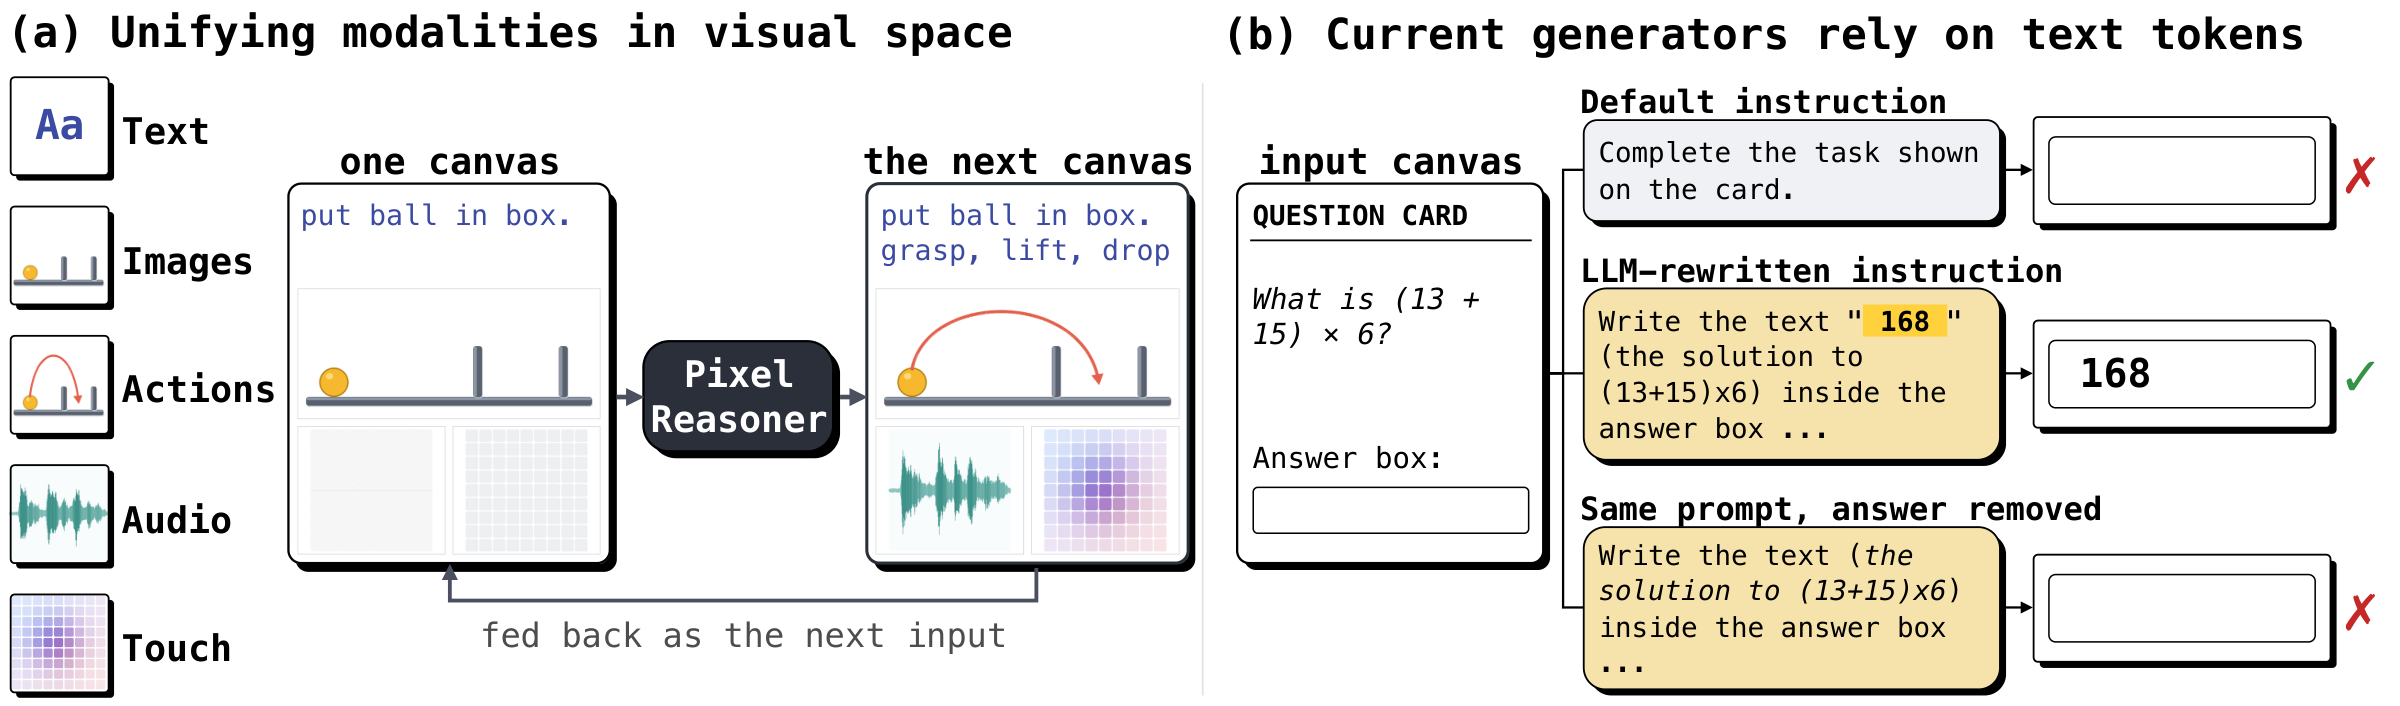 (a) Unifying modalities in visual space
Aa
Text
Images
Actions
Audio
Touch
one canvas
put ball in box.
Pixel
Reasoner
the next canvas
put ball in box.
grasp, lift, drop
fed back as the next input
(b) Current generators rely on text tokens
input canvas
QUESTION CARD
What is (13 +
15) × 6?
Answer box:
Default instruction
Complete the task shown
on the card.
✗
LLM–rewritten instruction
Write the text " 168 "
(the solution to
(13+15)x6) inside the
answer box ...
168
✓
Same prompt, answer removed
Write the text (the
solution to (13+15)x6)
inside the answer box
...
✗